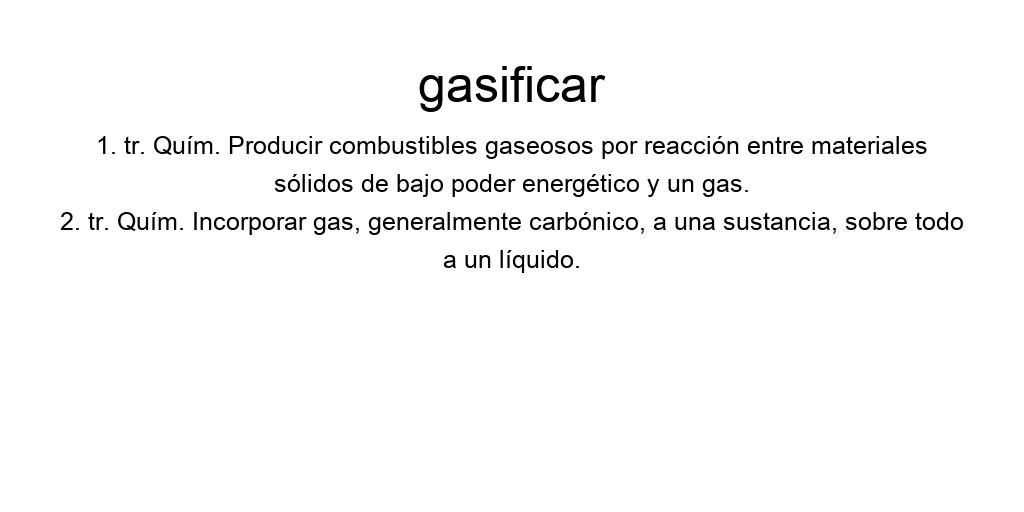 gasificar
1. tr. Quím. Producir combustibles gaseosos por reacción entre materiales
sólidos de bajo poder energético y un gas.
2. tr. Quím. Incorporar gas, generalmente carbónico, a una sustancia, sobre todo
a un líquido.